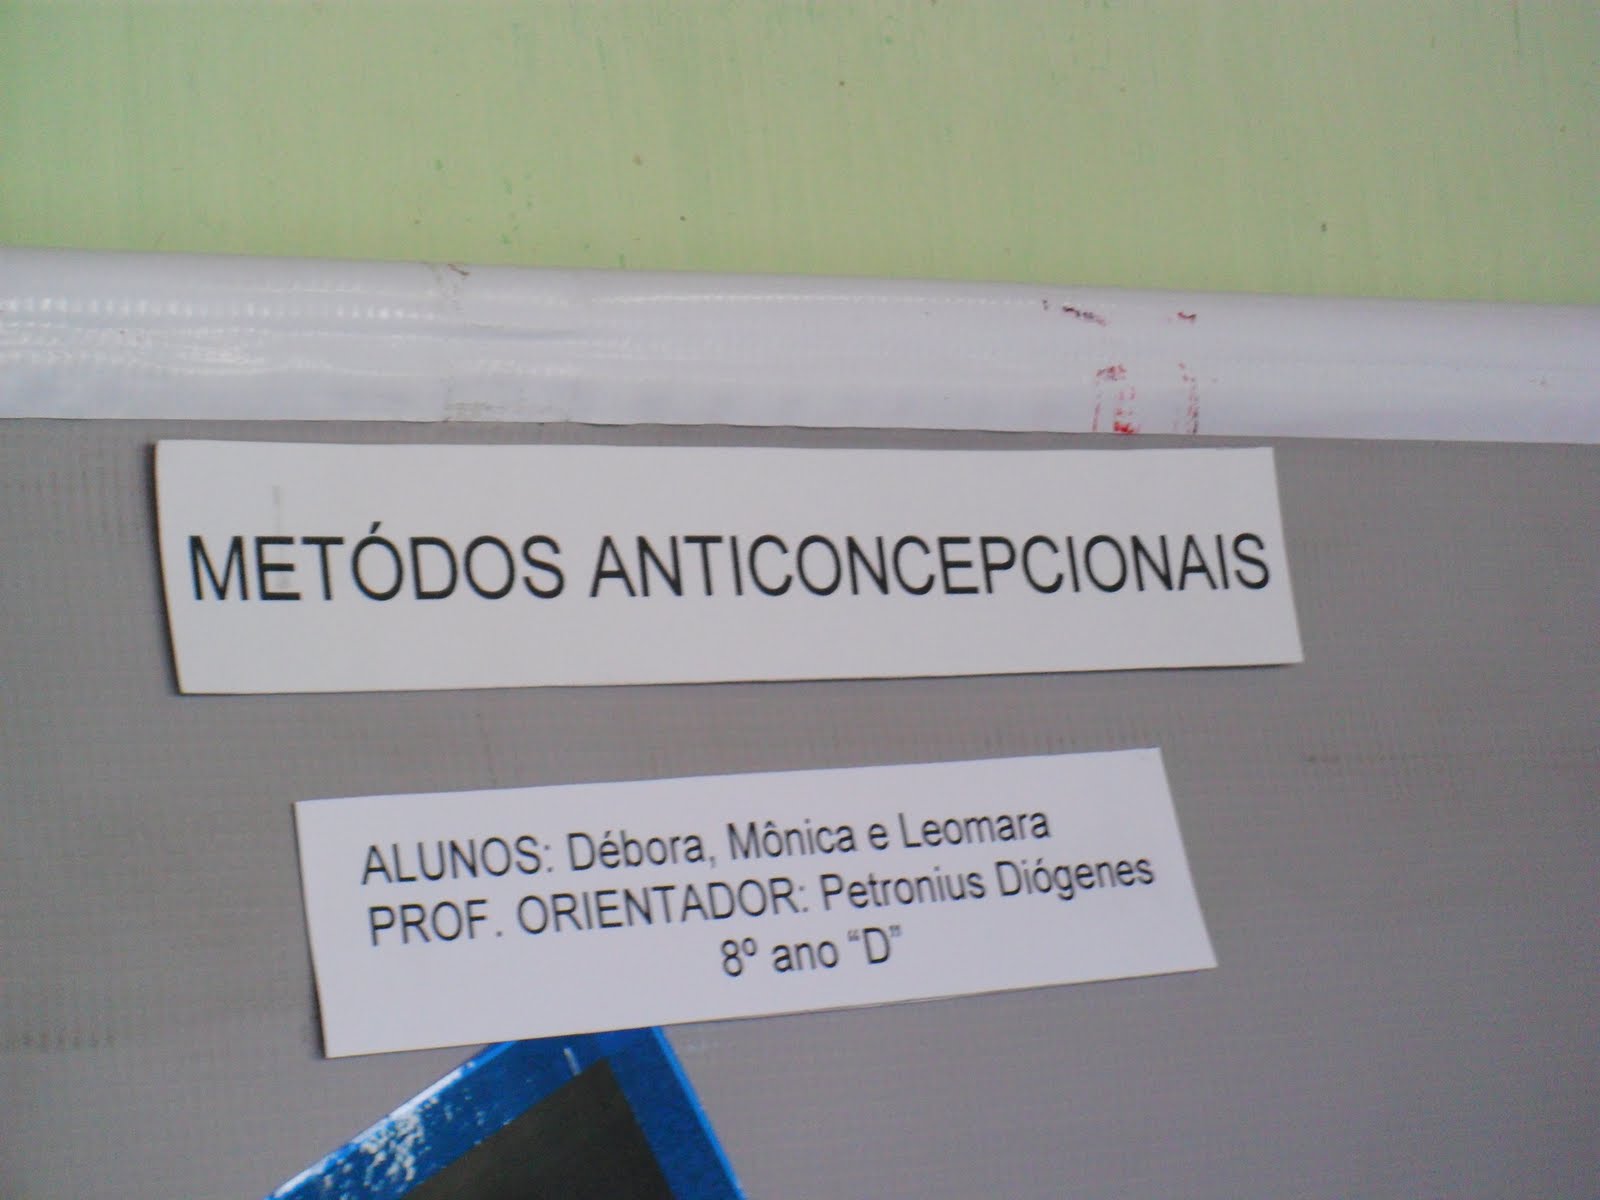 METÓDOS ANTICONCEPCIONAIS
ALUNOS: Débora, Mônica e Leomara
PROF. ORIENTADOR: Petronius Diógenes
8º ano “D”